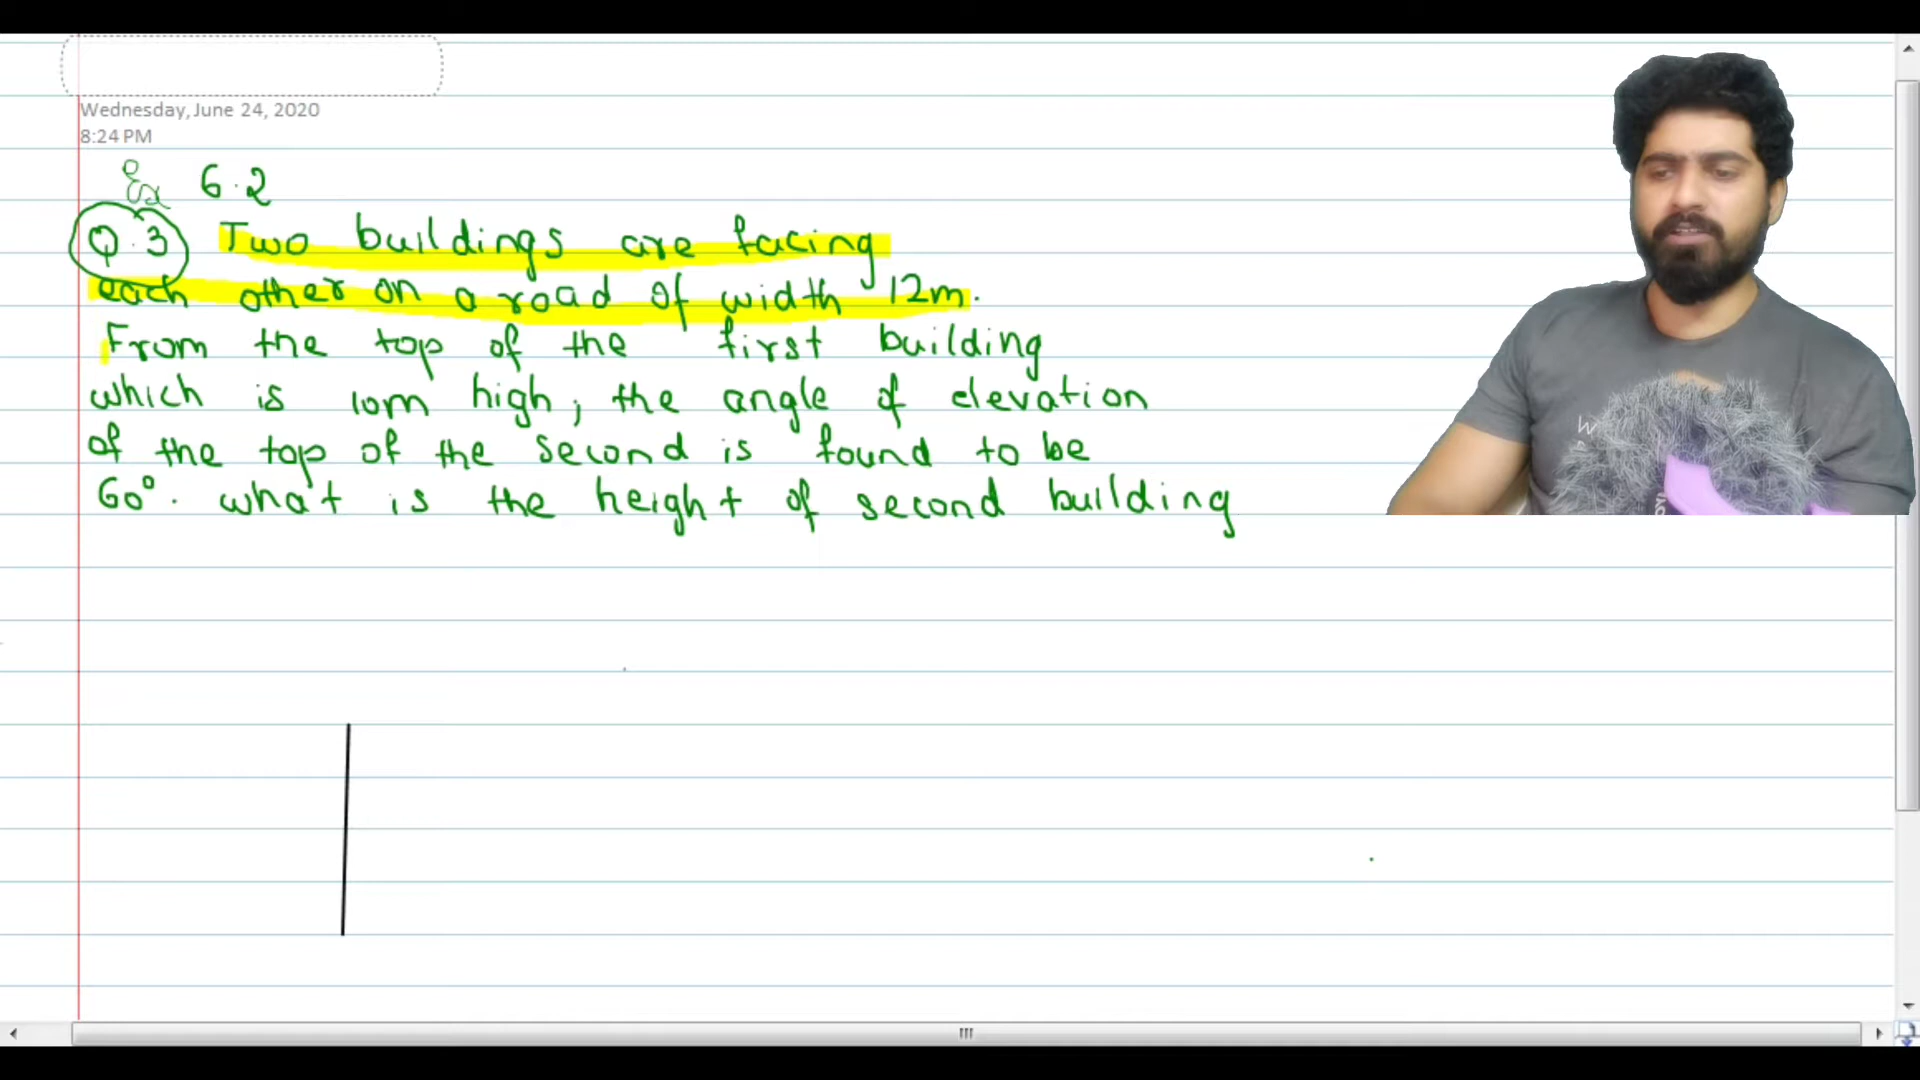 Wednesday, June 24, 2020
8:24 PM
Ex 6.2
Q.3 Two buildings are facing
each other on a road of width 12m.
From the top of the first building
which is 10m high, the angle of elevation
of the top of the second is found to be
60°. what is the height of second building